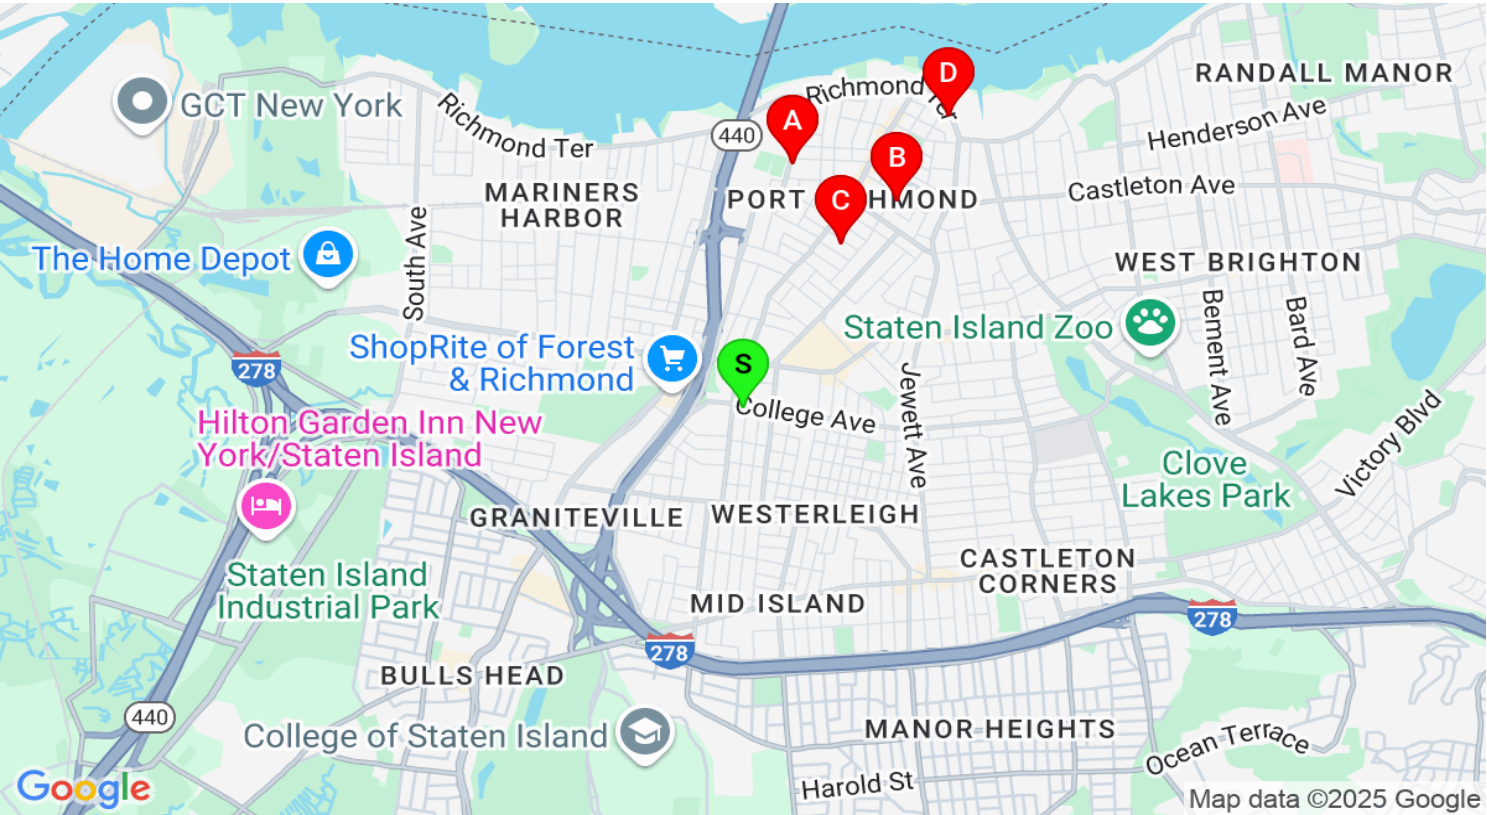 RANDALL MANOR
D
Richmond Ter
GCT New York
Richmond Ter
440
A
Henderson Ave
B
MARINERS
HARBOR
PORT
HMOND
C
Castleton Ave
The Home Depot
South Ave
WEST BRIGHTON
Bement Ave
Bard Ave
Staten Island Zoo
ShopRite of Forest
& Richmond
278
S
College Ave
Jewett Ave
Victory Blvd
Hilton Garden Inn New
York/Staten Island
Clove
Lakes Park
GRANITEVILLE
WESTERLEIGH
CASTLETON
CORNERS
Staten Island
Industrial Park
MID ISLAND
278
278
BULLS HEAD
440
College of Staten Island
MANOR HEIGHTS
Ocean Terrace
Harold St
Google
Map data ©2025 Google